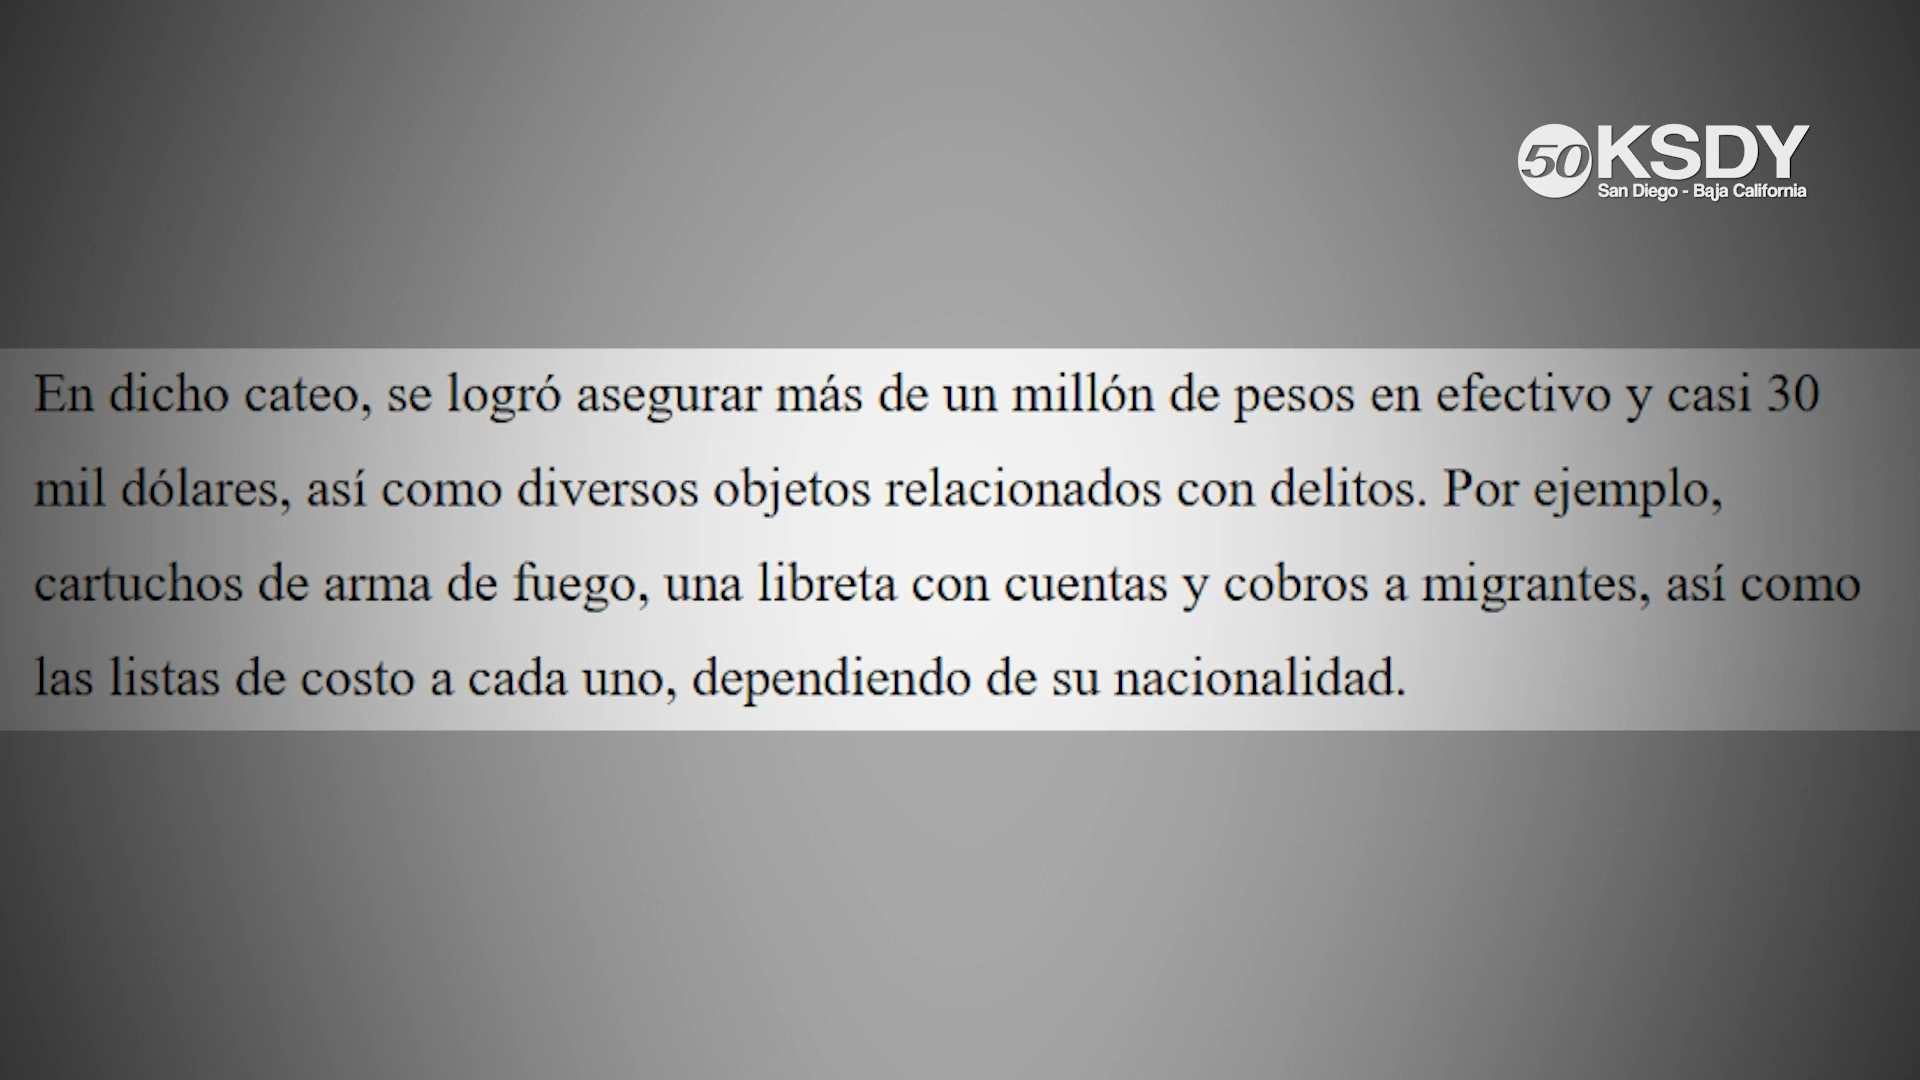 50 KSDY
San Diego - Baja California
En dicho cateo, se logró asegurar más de un millón de pesos en efectivo y casi 30
mil dólares, así como diversos objetos relacionados con delitos. Por ejemplo,
cartuchos de arma de fuego, una libreta con cuentas y cobros a migrantes, así como
las listas de costo a cada uno, dependiendo de su nacionalidad.